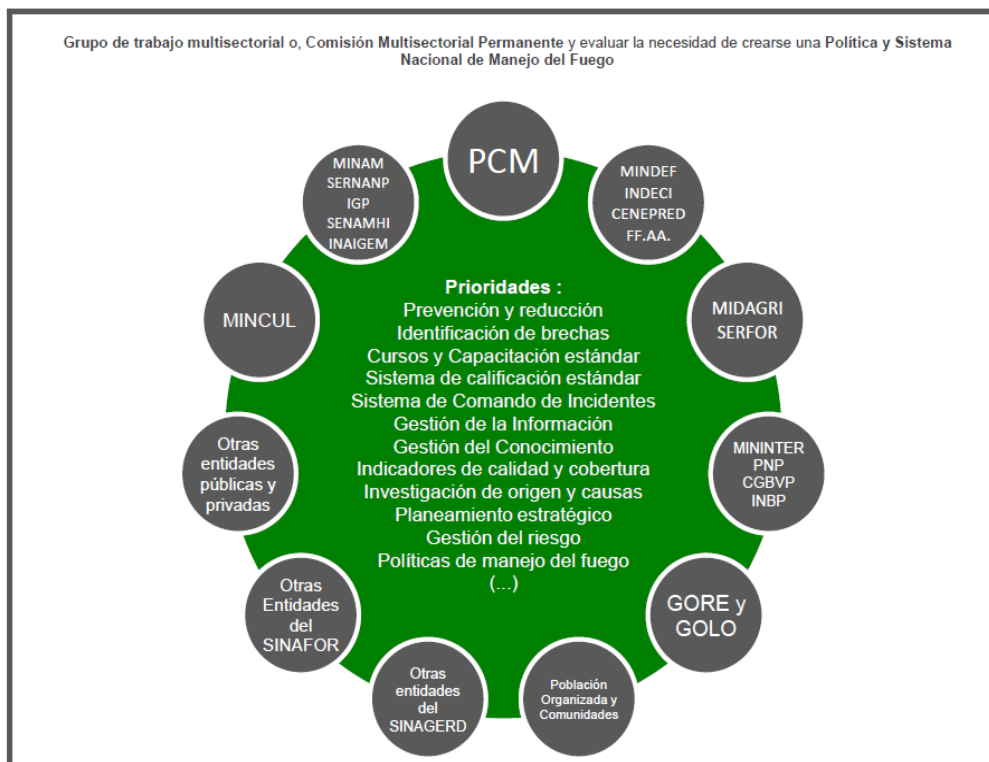 Grupo de trabajo multisectorial o, Comisión Multisectorial Permanente y evaluar la necesidad de crearse una Política y Sistema
Nacional de Manejo del Fuego
PCM
MINDEF
INDECI
CENEPRED
FF.AA.
MIDAGRI
SERFOR
MININTER
PNP
CGBVP
INBP
GORE y
GOLO
Población
Organizada y
Comunidades
Otras
entidades
del
SINAGERD
Otras
Entidades
del
SINAFOR
Otras
entidades
públicas y
privadas
MINCUL
MINAM
SERNANP
IGP
SENAMHI
INAIGEM
Prioridades :
Prevención y reducción
Identificación de brechas
Cursos y Capacitación estándar
Sistema de calificación estándar
Sistema de Comando de Incidentes
Gestión de la Información
Gestión del Conocimiento
Indicadores de calidad y cobertura
Investigación de origen y causas
Planeamiento estratégico
Gestión del riesgo
Políticas de manejo del fuego
(...)